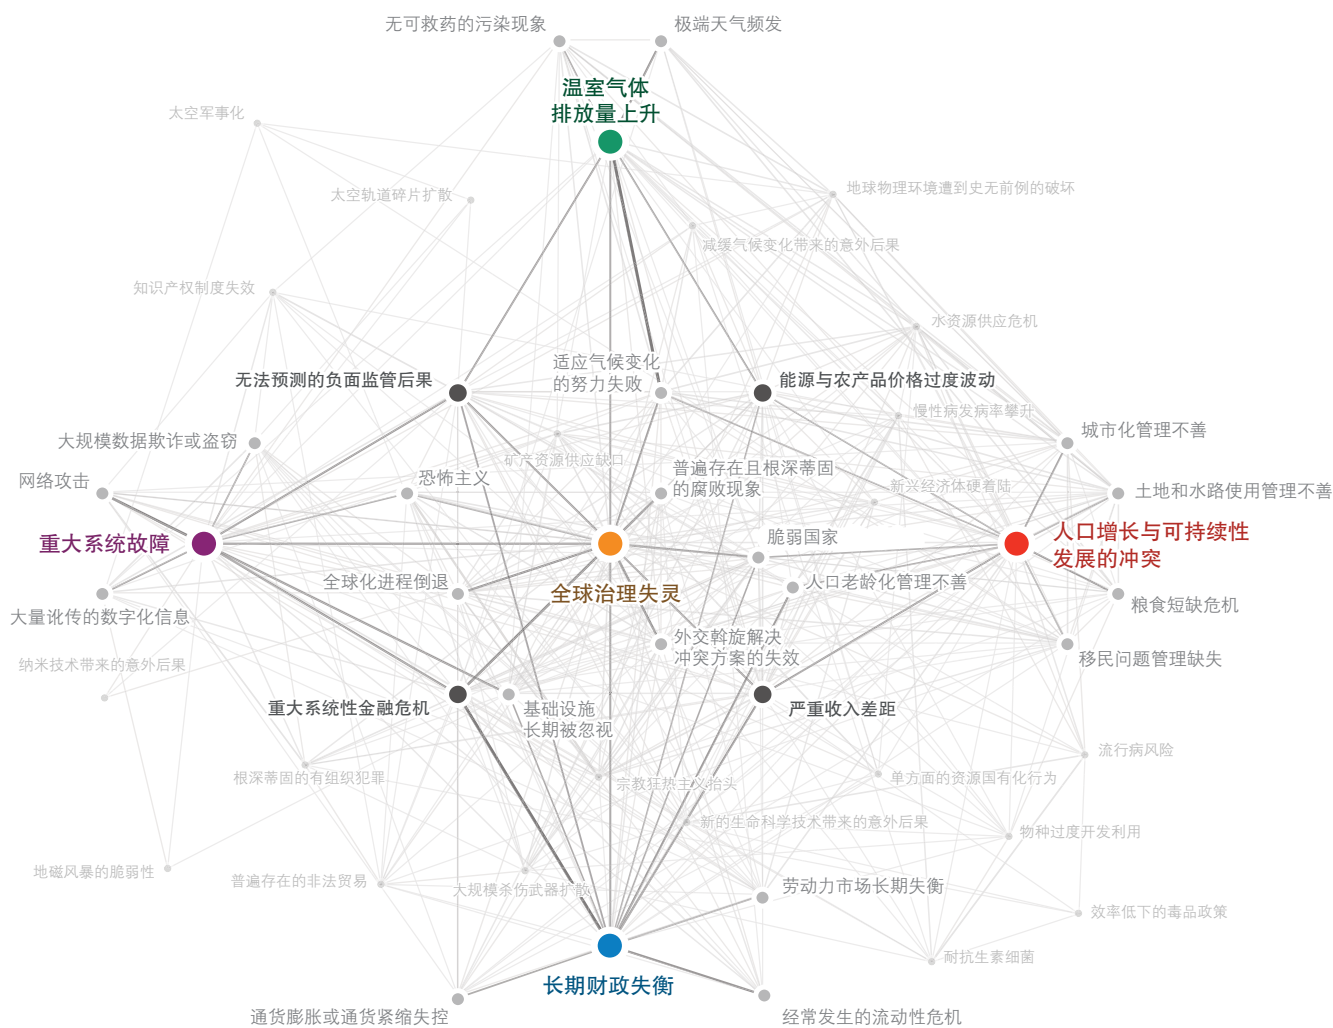 无可救药的污染现象
极端天气频发
温室气体
排放量上升
太空军事化
太空轨道碎片扩散
地球物理环境遭到史无前例的破坏
减缓气候变化带来的意外后果
知识产权制度失效
水资源供应危机
适应气候变化
的努力失败
无法预测的负面监管后果
能源与农产品价格过度波动
慢性病发病率攀升
城市化管理不善
大规模数据欺诈或盗窃
矿产资源供应缺口
普遍存在且根深蒂固
的腐败现象
网络攻击
恐怖主义
新兴经济体硬着陆
土地和水路使用管理不善
重大系统故障
脆弱国家
人口增长与可持续性
发展的冲突
全球化进程倒退
全球治理失灵
人口老龄化管理不善
大量讹传的数字化信息
粮食短缺危机
外交斡旋解决
冲突方案的失效
纳米技术带来的意外后果
移民问题管理缺失
重大系统性金融危机
基础设施
长期被忽视
严重收入差距
流行病风险
根深蒂固的有组织犯罪
宗教狂热主义抬头
单方面的资源国有化行为
新的生命科学技术带来的意外后果
物种过度开发利用
地磁风暴的脆弱性
普遍存在的非法贸易
大规模杀伤武器扩散
劳动力市场长期失衡
效率低下的毒品政策
耐抗生素细菌
长期财政失衡
通货膨胀或通货紧缩失控
经常发生的流动性危机